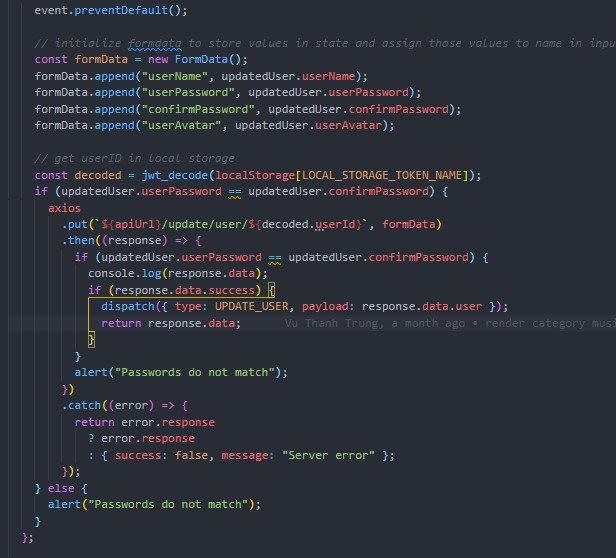 event.preventDefault();
// initialize formdata to store values in state and assign those values to name in inpu
const formData = new FormData();
formData.append("userName", updatedUser.userName);
formData.append("userPassword", updatedUser.userPassword);
formData.append("confirmPassword", updatedUser.confirmPassword);
formData.append("userAvatar", updatedUser.userAvatar);
// get userID in local storage
const decoded = jwt_decode(localStorage[LOCAL_STORAGE_TOKEN_NAME]);
if (updatedUser.userPassword == updatedUser.confirmPassword) {
axios
.put(`${apiUrl}/update/user/${decoded.userId}`, formData)
.then((response) => {
if (updatedUser.userPassword == updatedUser.confirmPassword) {
console.log(response.data);
if (response.data.success) {
dispatch({ type: UPDATE_USER, payload: response.data.user });
return response.data; Vu Thanh Trung, a month ago • render category musi
}
}
alert("Passwords do not match");
})
.catch((error) => {
return error.response
? error.response
: { success: false, message: "Server error" };
});
} else {
alert("Passwords do not match");
}
};